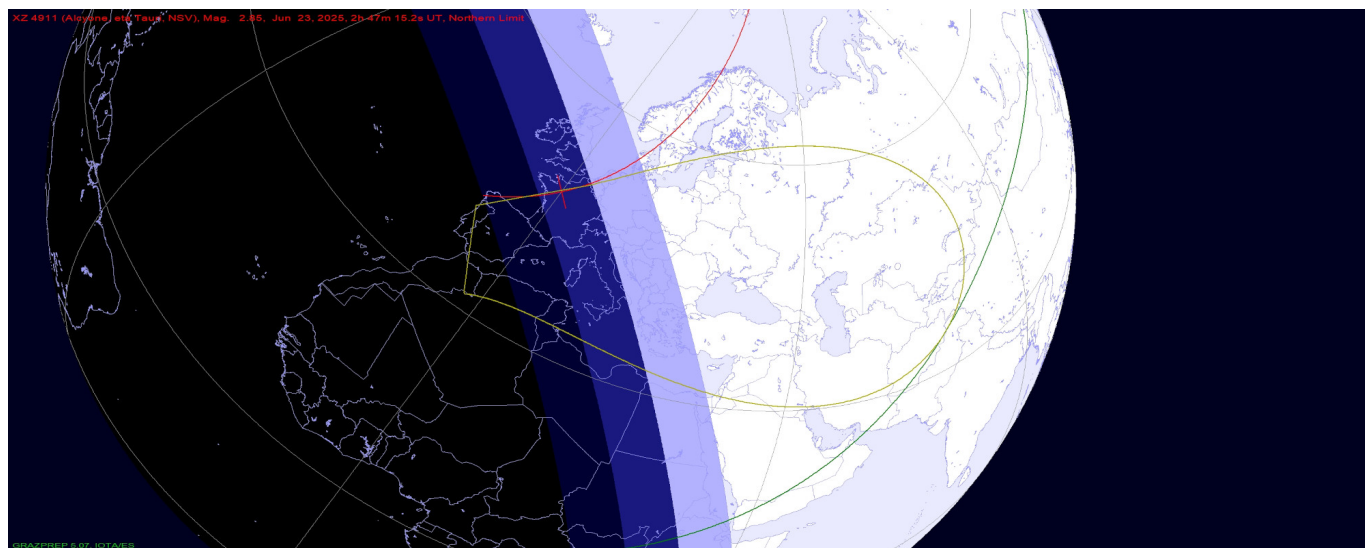 XZ 4911 (Alcyone, eta Tauri, NSV), Mag. 2.85, Jun. 23, 2025, 2h 47m 15.2s UT, Northern Limit
GRAZPREP 5.07, IOTA/ES